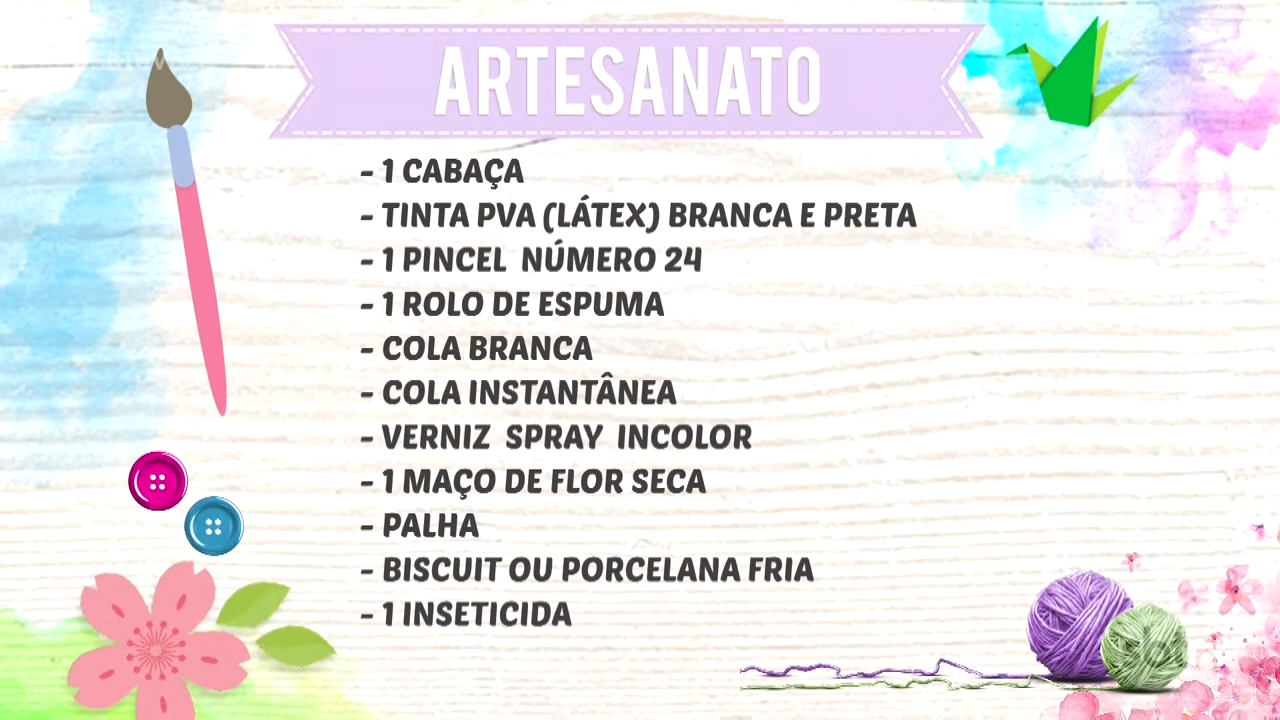 ARTESANATO
- 1 CABAÇA
- TINTA PVA (LÁTEX) BRANCA E PRETA
- 1 PINCEL NÚMERO 24
- 1 ROLO DE ESPUMA
- COLA BRANCA
- COLA INSTANTÂNEA
- VERNIZ SPRAY INCOLOR
- 1 MAÇO DE FLOR SECA
- PALHA
- BISCUIT OU PORCELANA FRIA
- 1 INSETICIDA